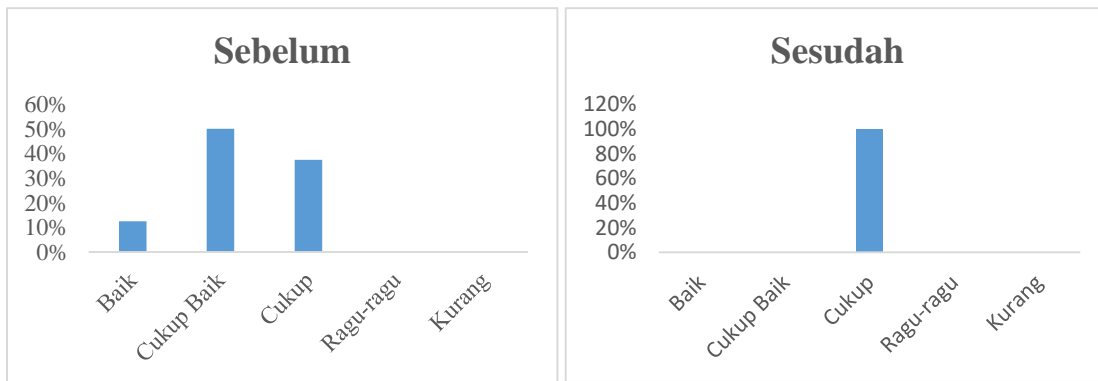 Sebelum
60%
50%
40%
30%
20%
10%
0%
Baik
Cukup Baik
Cukup
Ragu-ragu
Kurang
Sesudah
120%
100%
80%
60%
40%
20%
0%
Baik
Cukup Baik
Cukup
Ragu-ragu
Kurang